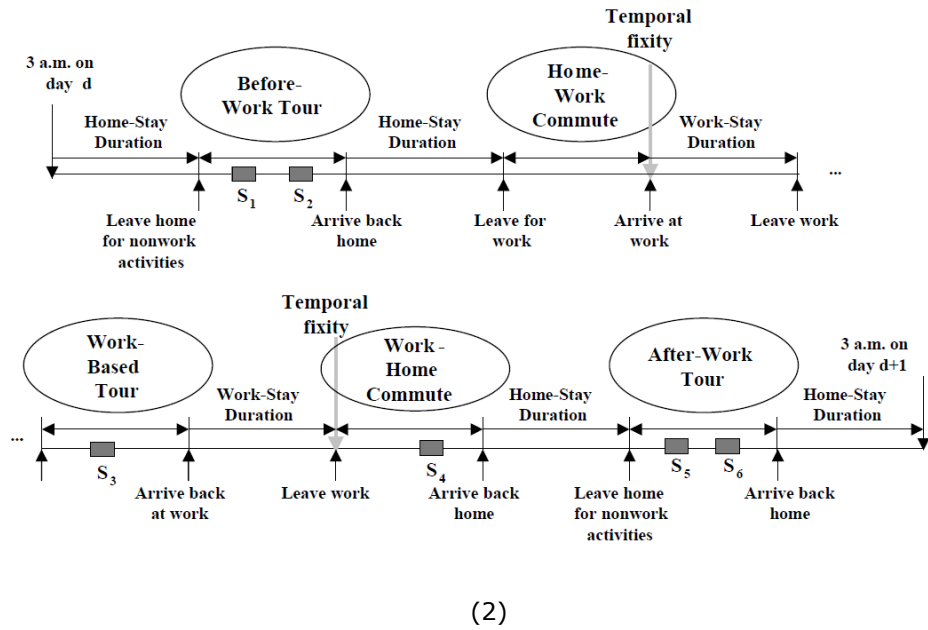 Temporal
fixity
3 a.m. on
day d
Before-
Work Tour
Home-
Work
Commute
Home-Stay
Duration
Home-Stay
Duration
Work-Stay
Duration
...
S1
S2
Leave home
for nonwork
activities
Arrive back
home
Leave for
work
Arrive at
work
Leave work
Temporal
fixity
Work-
Based
Tour
Work -
Home
Commute
After-Work
Tour
3 a.m. on
day d+1
Work-Stay
Duration
Home-Stay
Duration
Home-Stay
Duration
...
S3
S4
S5
S6
Arrive back
at work
Leave work
Arrive back
home
Leave home
for nonwork
activities
Arrive back
home
(2)